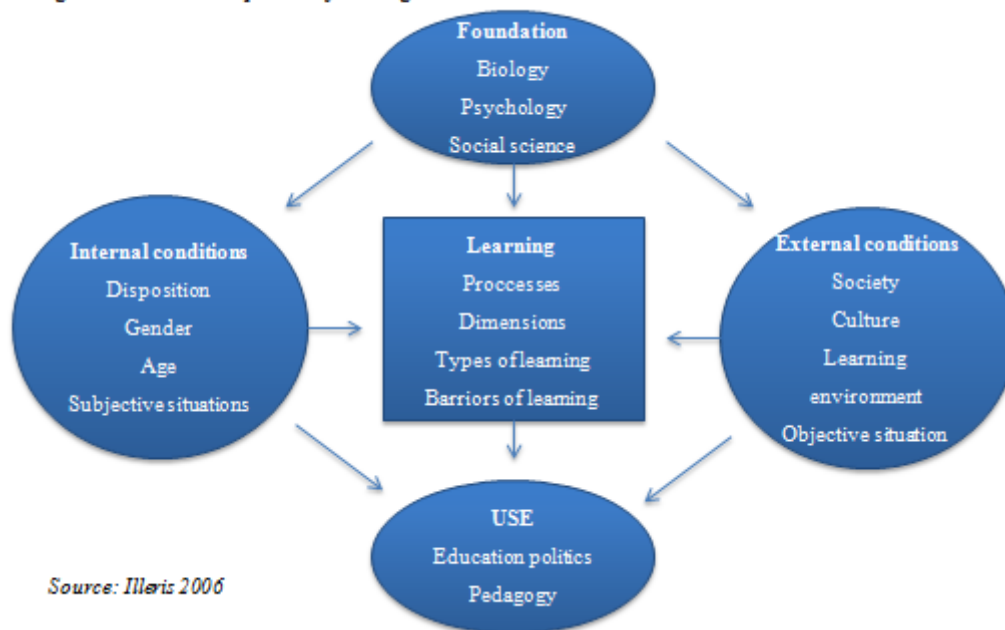 Foundation
Biology
Psychology
Social science
Internal conditions
Disposition
Gender
Age
Subjective situations
Learning
Proccesses
Dimensions
Types of learning
Barriors of learning
External conditions
Society
Culture
Learning
environment
Objective situation
USE
Education politics
Pedagogy
Source: Illeris 2006